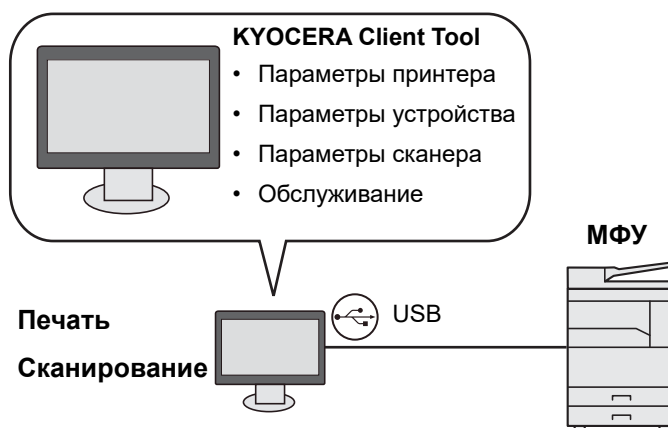 KYOCERA Client Tool
• Параметры принтера
• Параметры устройства
• Параметры сканера
• Обслуживание
МФУ
USB
Печать
Сканирование